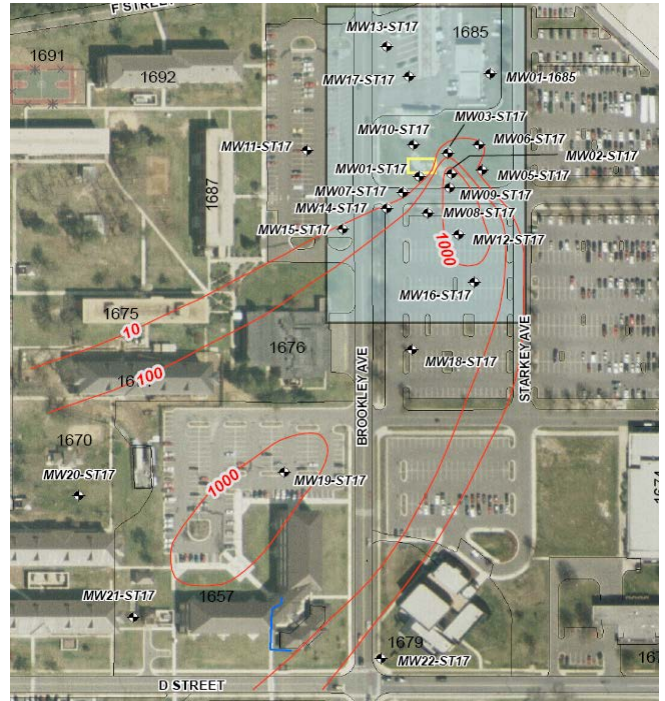 F STREET
MW13-ST17
1691
1685
1692
MW17-ST17
MW01-1685
MW03-ST17
MW10-ST17
MW06-ST17
MW11-ST17
MW02-ST17
MW01-ST17
MW05-ST17
1687
MW07-ST17
MW09-ST17
MW14-ST17
MW08-ST17
MW15-ST17
MW12-ST17
1000
MW16-ST17
1675
10
1676
MW18-ST17
100
BROOKLEY AVE
STARKEY AVE
1670
1000
MW19-ST17
MW20-ST17
1674
MW21-ST17
1657
1679
MW22-ST17
D STREET